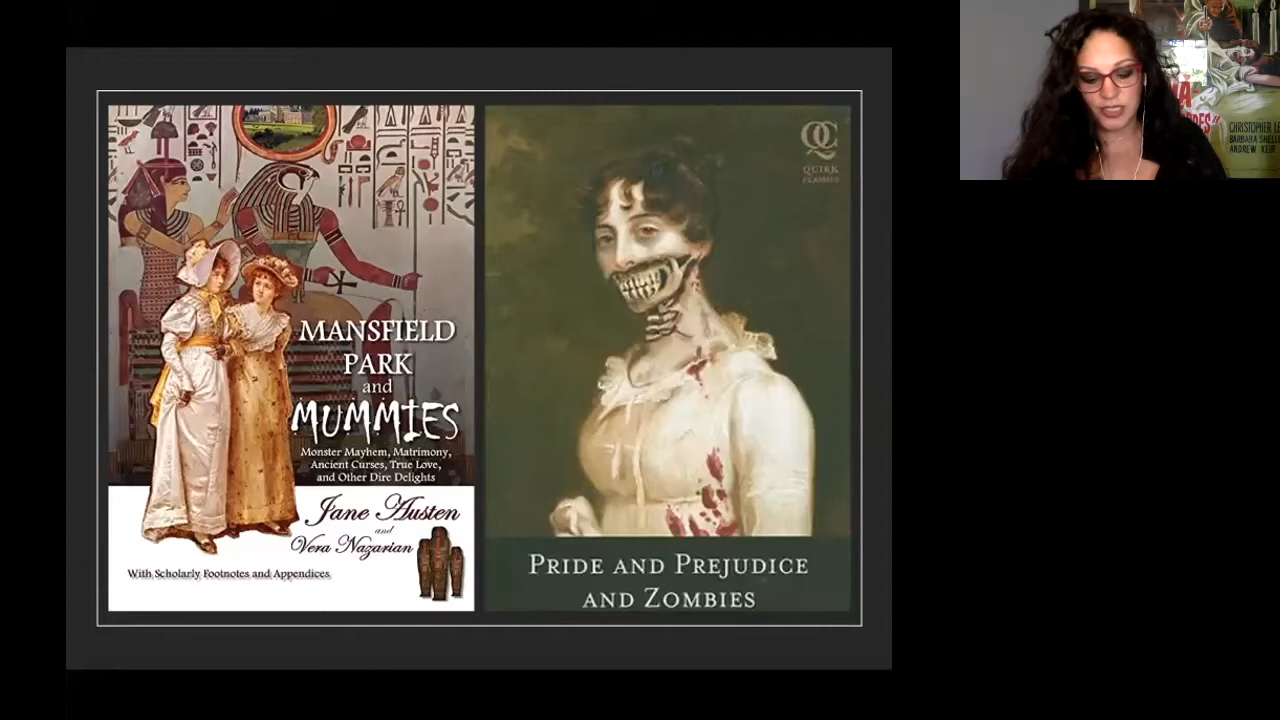 MANSFIELD
PARK
and
MUMMIES
Monster Mayhem, Matrimony,
Ancient Curses, True Love,
and Other Dire Delights
Jane Austen
and
Vera Nazarian
With Scholarly Footnotes and Appendices
QC
QUIRK
CLASSICS
PRIDE AND PREJUDICE
AND ZOMBIES
CHRISTOPHER LE
BARBARA SHELL
ANDREW KEIR